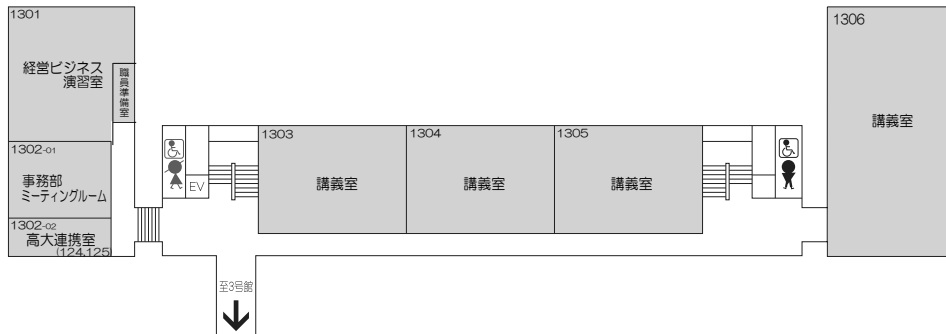 1301
経営ビジネス
演習室
職員準備室
1302-01
事務部
ミーティングルーム
1302-02
高大連携室
(124,125)
EV
1303
講義室
1304
講義室
1305
講義室
1306
講義室
至3号館